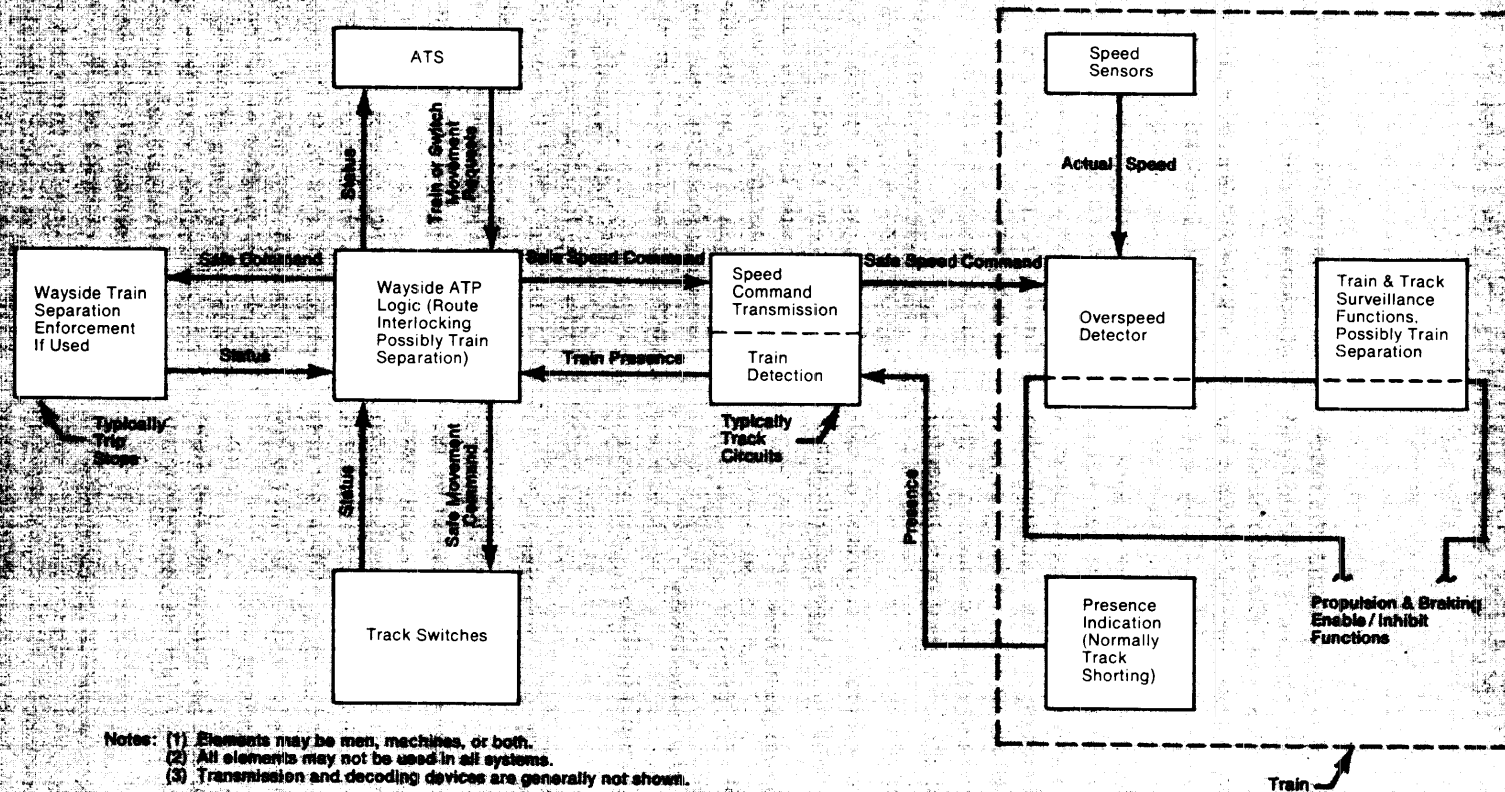 ATS
Speed
Sensors
Status
Train or Switch
Movement
Requests
Actual Speed
Safe Command
Safe Speed Command
Safe Speed Command
Wayside Train
Separation
Enforcement
If Used
Wayside ATP
Logic (Route
Interlocking
Possibly Train
Separation)
Speed
Command
Transmission
Train
Detection
Overspeed
Detector
Train & Track
Surveillance
Functions,
Possibly Train
Separation
Status
Train Presence
Typically
Trip
Stops
Typically
Track
Circuits
Status
Safe Movement
Command
Presence
Track Switches
Presence
Indication
(Normally
Track
Shorting)
Propulsion & Braking
Enable / Inhibit
Functions
Notes: (1) Elements may be men, machines, or both.
(2) All elements may not be used in all systems.
(3) Transmission and decoding devices are generally not shown.
Train